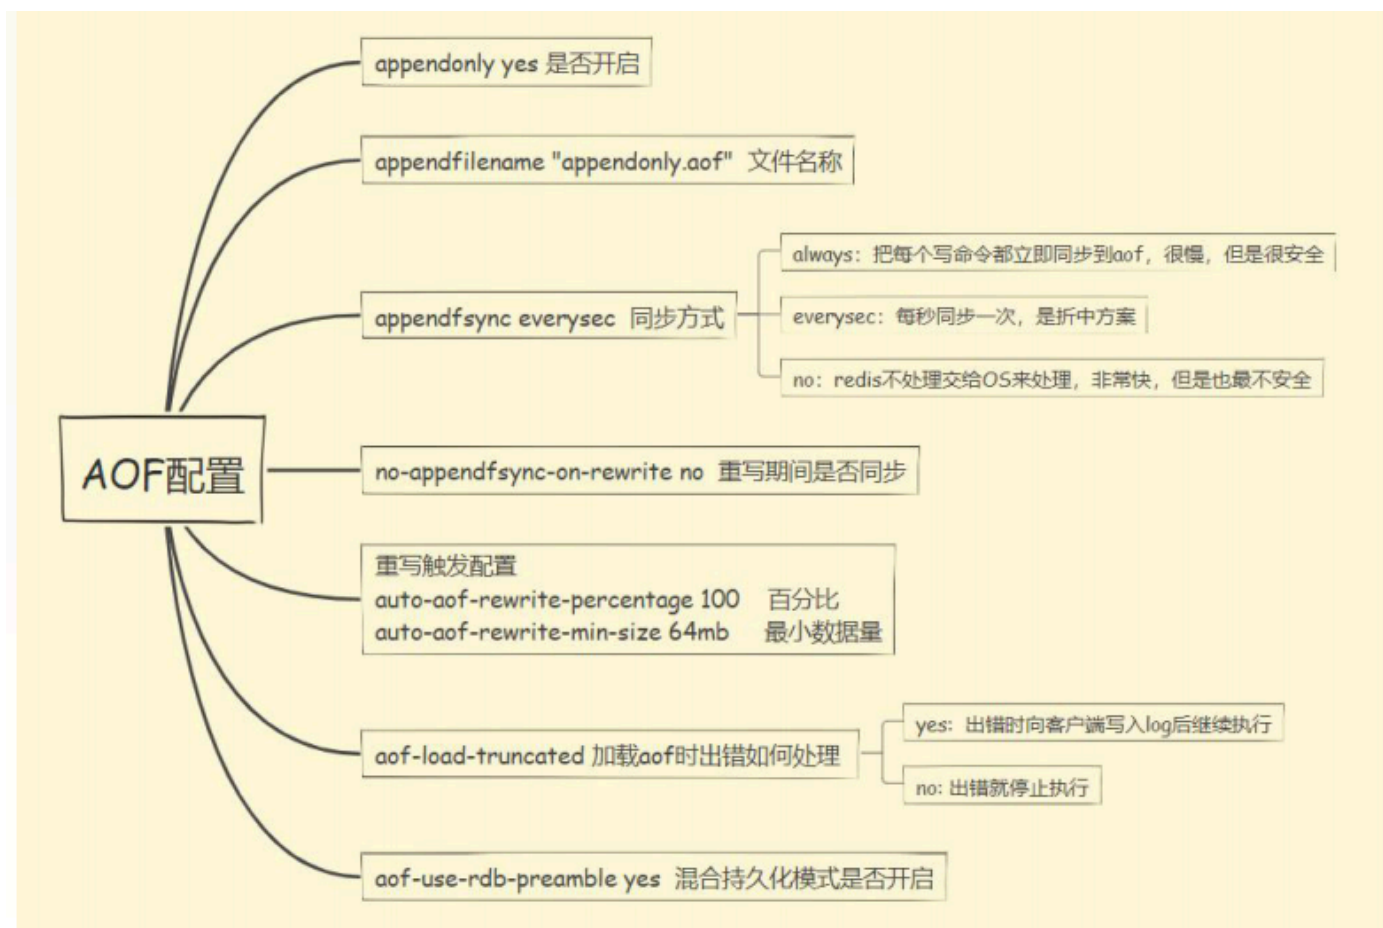 appendonly yes 是否开启
appendfilename "appendonly.aof" 文件名称
appendfsync everysec 同步方式
always：把每个写命令都立即同步到aof，很慢，但是很安全
everysec：每秒同步一次，是折中方案
no：redis不处理交给OS来处理，非常快，但是也最不安全
AOF配置
no-appendfsync-on-rewrite no 重写期间是否同步
重写触发配置
auto-aof-rewrite-percentage 100 百分比
auto-aof-rewrite-min-size 64mb 最小数据量
aof-load-truncated 加载aof时出错如何处理
yes: 出错时向客户端写入log后继续执行
no: 出错就停止执行
aof-use-rdb-preamble yes 混合持久化模式是否开启